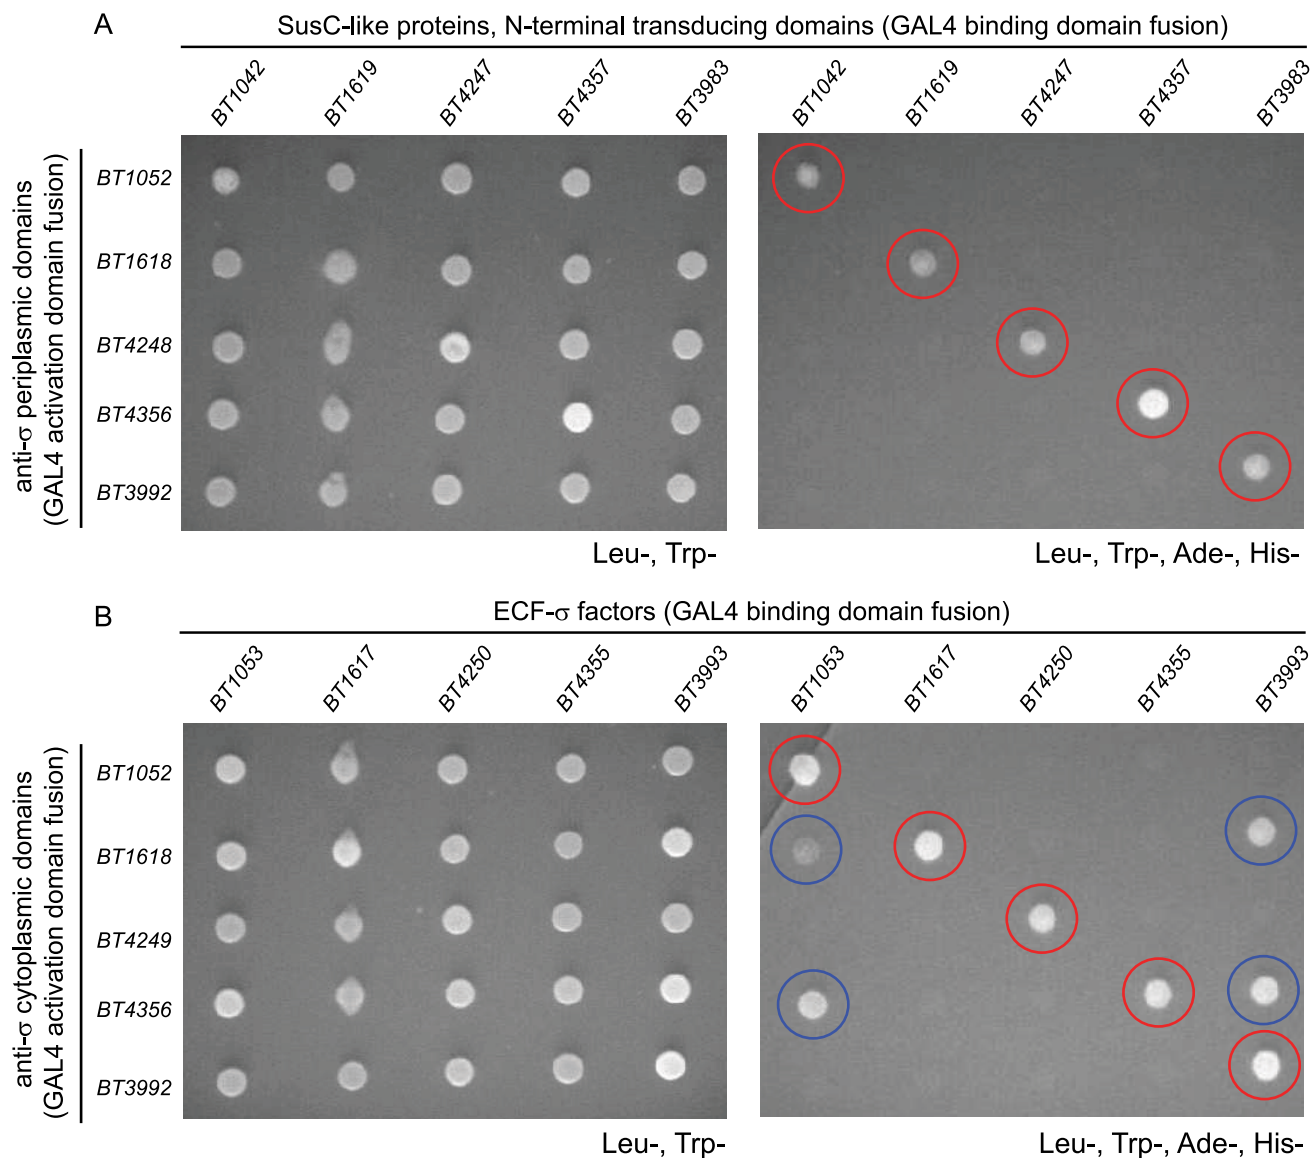 A
SusC-like proteins, N-terminal transducing domains (GAL4 binding domain fusion)
BT1042 BT1619 BT4247 BT4357 BT3983 BT1042 BT1619 BT4247 BT4357 BT3983
anti-σ periplasmic domains
(GAL4 activation domain fusion)
BT1052
BT1618
BT4248
BT4356
BT3992
Leu-, Trp- Leu-, Trp-, Ade-, His-
B
ECF-σ factors (GAL4 binding domain fusion)
BT1053 BT1617 BT4250 BT4355 BT3993 BT1053 BT1617 BT4250 BT4355 BT3993
anti-σ cytoplasmic domains
(GAL4 activation domain fusion)
BT1052
BT1618
BT4249
BT4356
BT3992
Leu-, Trp- Leu-, Trp-, Ade-, His-